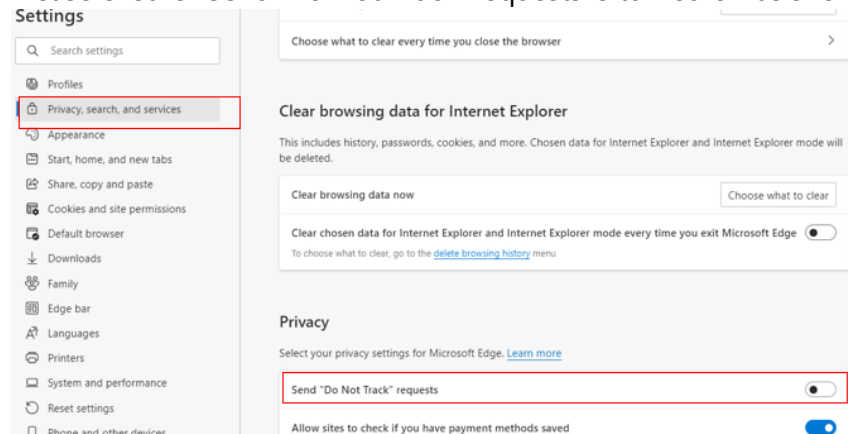 Settings
Search settings
Profiles
Privacy, search, and services
Appearance
Start, home, and new tabs
Share, copy and paste
Cookies and site permissions
Default browser
Downloads
Family
Edge bar
Languages
Printers
System and performance
Reset settings
Phone and other devices
Choose what to clear every time you close the browser
Clear browsing data for Internet Explorer
This includes history, passwords, cookies, and more. Chosen data for Internet Explorer and Internet Explorer mode will
be deleted.
Clear browsing data now
Choose what to clear
Clear chosen data for Internet Explorer and Internet Explorer mode every time you exit Microsoft Edge
To choose what to clear, go to the delete browsing history menu
Privacy
Select your privacy settings for Microsoft Edge. Learn more
Send "Do Not Track" requests
Allow sites to check if you have payment methods saved